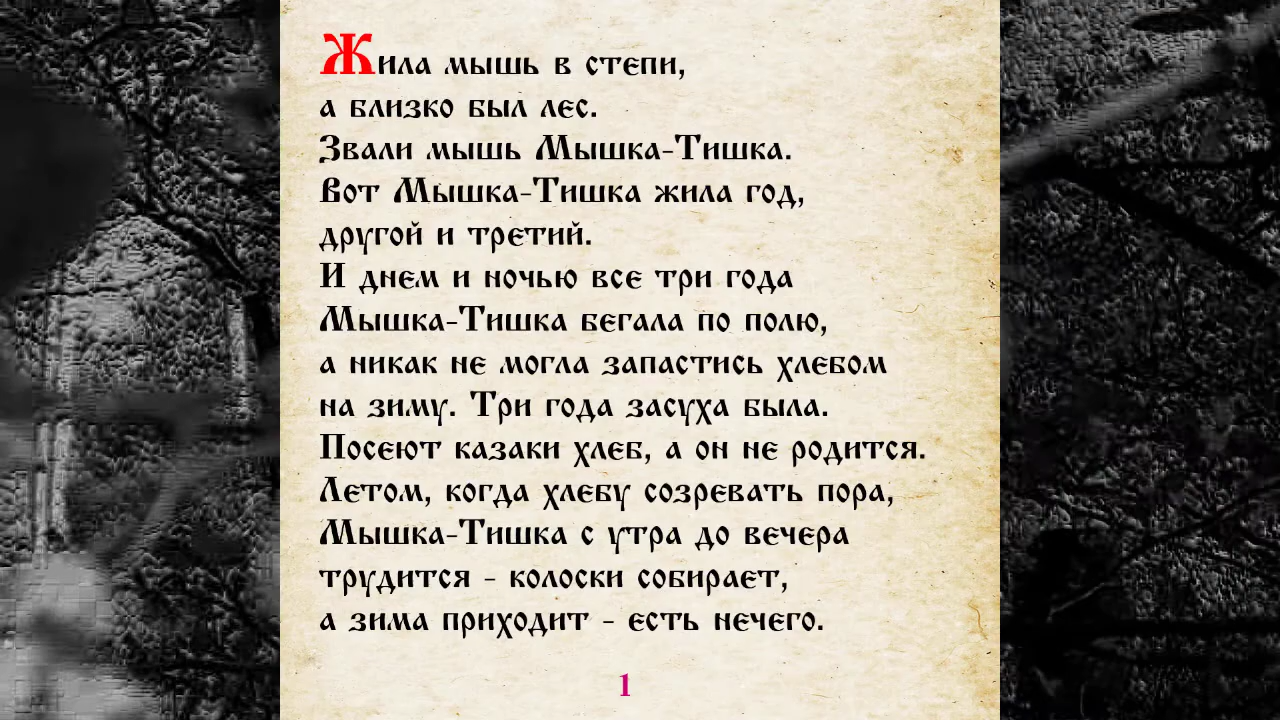 Жила мышь в степи,
а близко был лес.
Звали мышь Мышка-Тишка.
Вот Мышка-Тишка жила год,
другой и третий.
И днем и ночью все три года
Мышка-Тишка бегала по полю,
а никак не могла запастись хлебом
на зиму. Три года засуха была.
Посеют казаки хлеб, а он не родится.
Летом, когда хлебу созревать пора,
Мышка-Тишка с утра до вечера
трудится - колоски собирает,
а зима приходит - есть нечего.
1